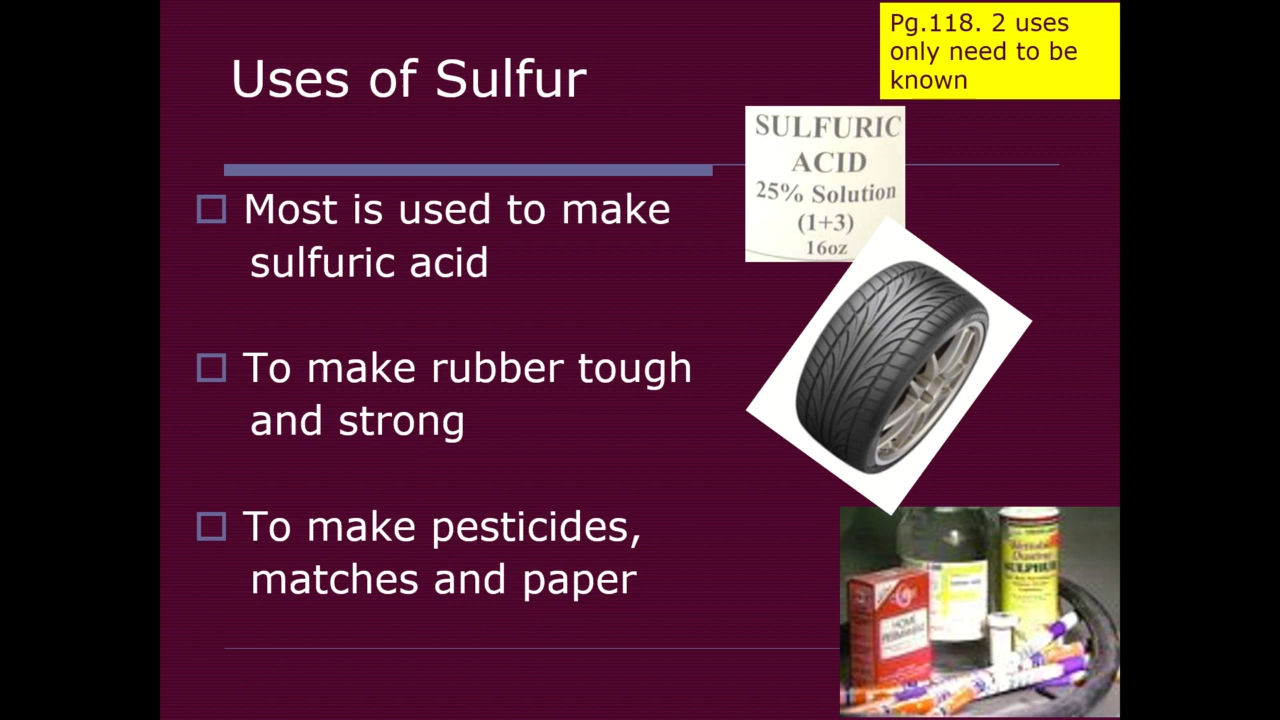 Pg.118. 2 uses
only need to be
known
Uses of Sulfur
SULFURIC
ACID
25% Solution
(1+3)
16oz
Most is used to make
sulfuric acid
To make rubber tough
and strong
To make pesticides,
matches and paper
SULPHUR
HOME